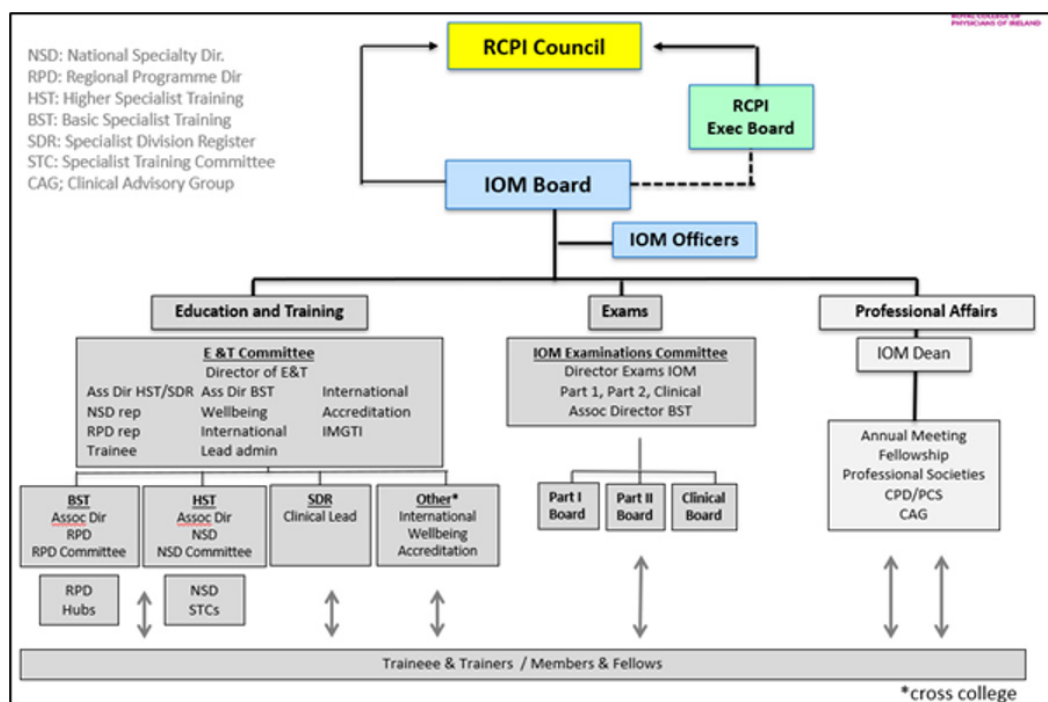 ROYAL COLLEGE OF
PHYSICIANS OF IRELAND
NSD: National Specialty Dir.
RPD: Regional Programme Dir
HST: Higher Specialist Training
BST: Basic Specialist Training
SDR: Specialist Division Register
STC: Specialist Training Committee
CAG; Clinical Advisory Group
RCPI Council
RCPI
Exec Board
IOM Board
IOM Officers
Education and Training
Exams
Professional Affairs
E &T Committee
Director of E&T
Ass Dir HST/SDR Ass Dir BST International
NSD rep Wellbeing Accreditation
RPD rep International IMGTI
Trainee Lead admin
IOM Examinations Committee
Director Exams IOM
Part 1, Part 2, Clinical
Assoc Director BST
IOM Dean
Annual Meeting
Fellowship
Professional Societies
CPD/PCS
CAG
BST
Assoc Dir
RPD
RPD Committee
HST
Assoc Dir
NSD
NSD Committee
SDR
Clinical Lead
Other*
International
Wellbeing
Accreditation
Part I
Board
Part II
Board
Clinical
Board
RPD
Hubs
NSD
STCs
Traineee & Trainers / Members & Fellows
*cross college